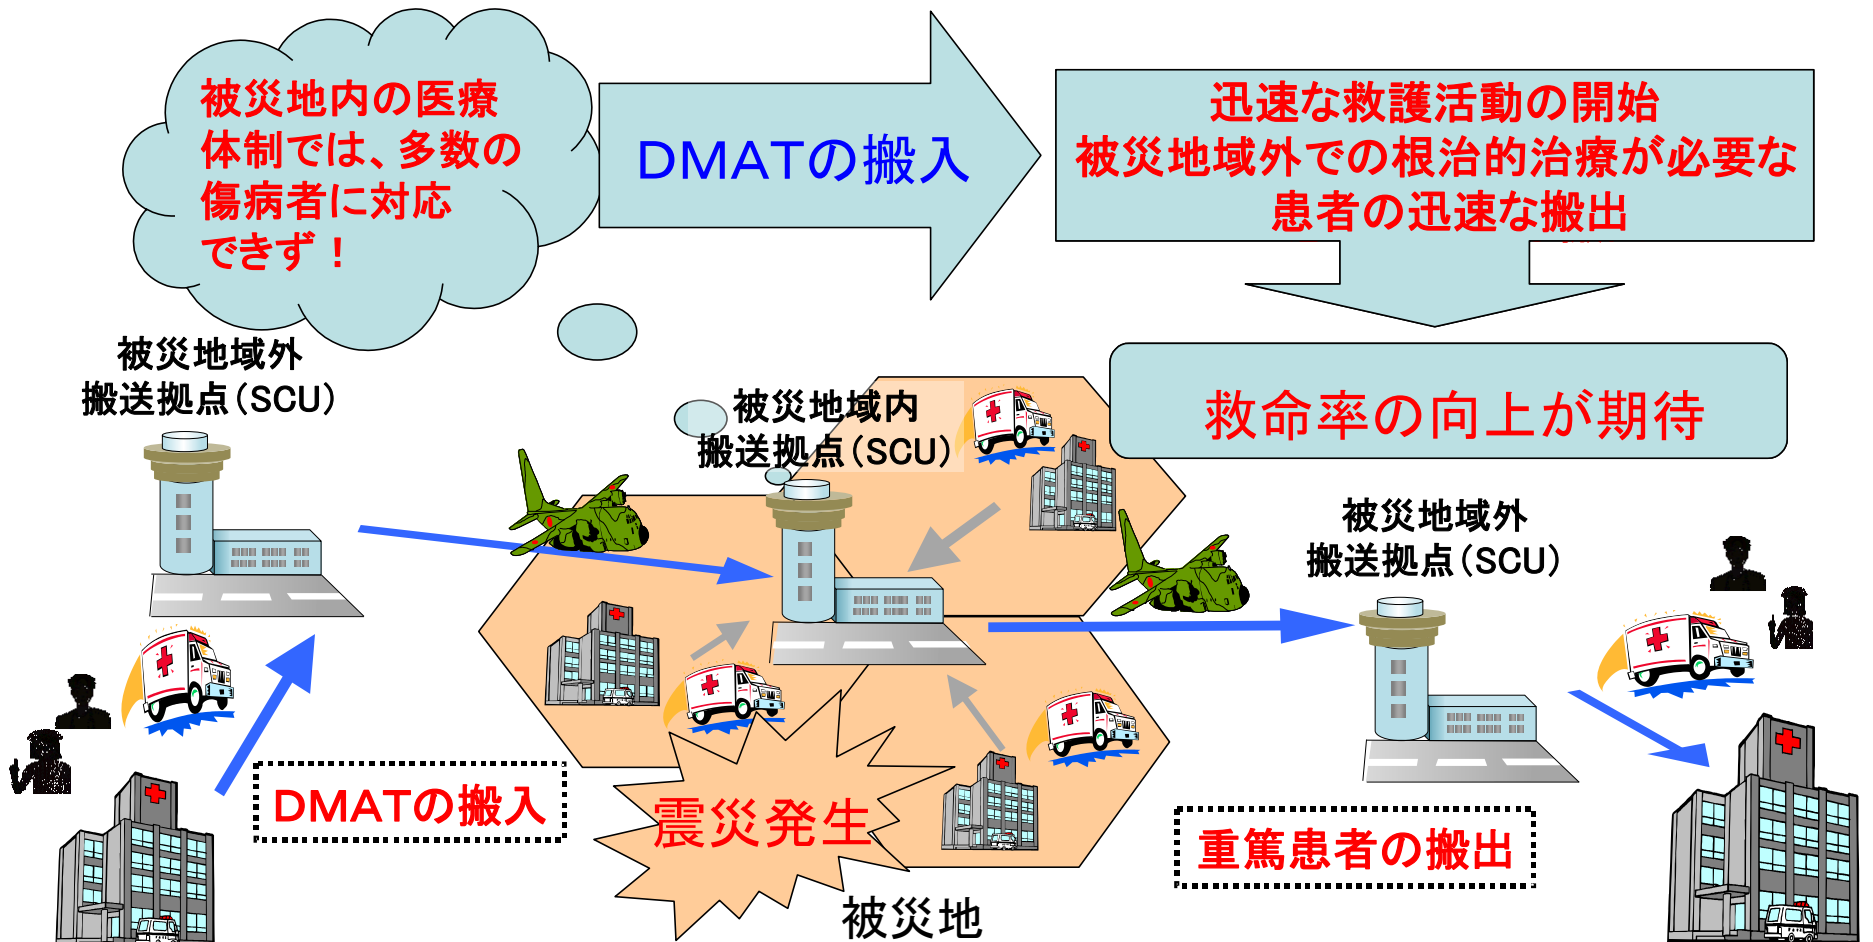 被災地内の医療
体制では、多数の
傷病者に対応
できず！
DMATの搬入
迅速な救護活動の開始
被災地域外での根治的治療が必要な
患者の迅速な搬出
救命率の向上が期待
被災地域外
搬送拠点（SCU）
被災地域内
搬送拠点（SCU）
被災地域外
搬送拠点（SCU）
DMATの搬入
震災発生
重篤患者の搬出
被災地